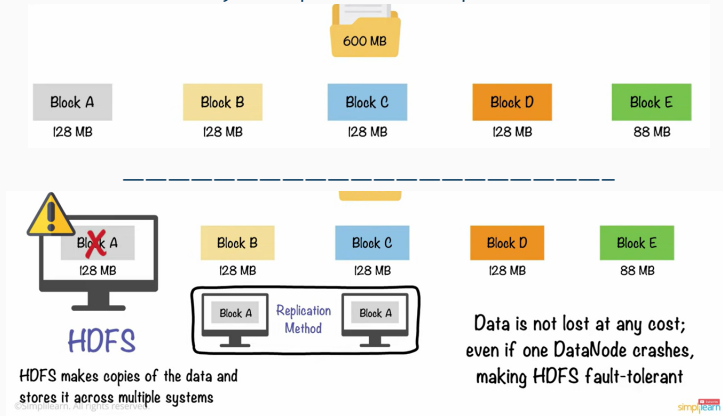 600 MB
Block A Block B Block C Block D Block E
128 MB 128 MB 128 MB 128 MB 88 MB
Block A Block B Block C Block D Block E
128 MB 128 MB 128 MB 128 MB 88 MB
Block A Replication Method Block A
HDFS
HDFS makes copies of the data and
stores it across multiple systems
Data is not lost at any cost;
even if one DataNode crashes,
making HDFS fault-tolerant
©Simplilearn. All rights reserved.
simplilearn